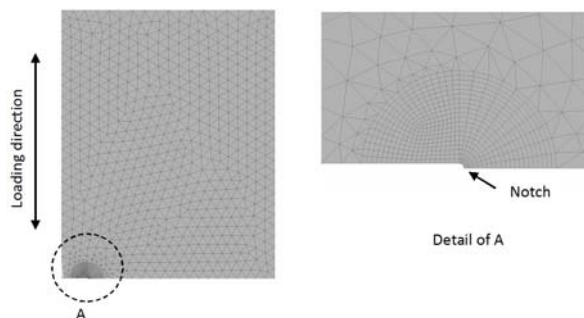 Loading direction
A
Notch
Detail of A